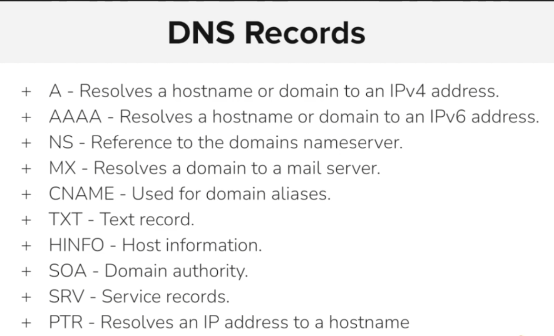 DNS Records
+ A - Resolves a hostname or domain to an IPv4 address.
+ AAAA - Resolves a hostname or domain to an IPv6 address.
+ NS - Reference to the domains nameserver.
+ MX - Resolves a domain to a mail server.
+ CNAME - Used for domain aliases.
+ TXT - Text record.
+ HINFO - Host information.
+ SOA - Domain authority.
+ SRV - Service records.
+ PTR - Resolves an IP address to a hostname